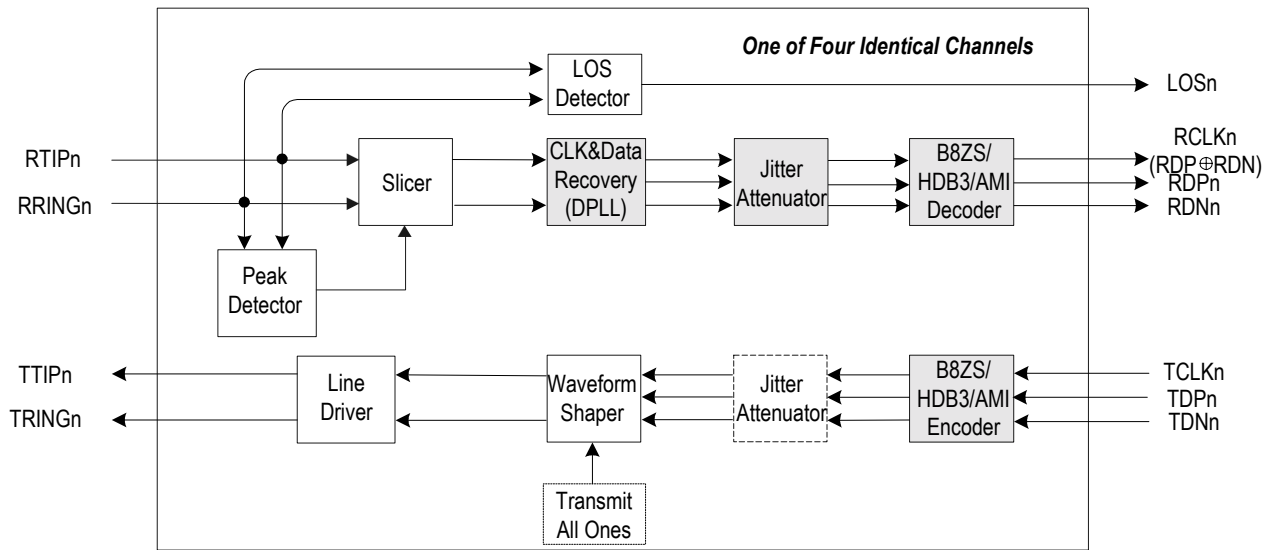 One of Four Identical Channels
LOS
Detector
LOSn
RTIPn
RRINGn
Slicer
CLK&Data
Recovery
(DPLL)
Jitter
Attenuator
B8ZS/
HDB3/AMI
Decoder
RCLKn
(RDP⊕RDN)
RDPn
RDNn
Peak
Detector
TTIPn
TRINGn
Line
Driver
Waveform
Shaper
Jitter
Attenuator
B8ZS/
HDB3/AMI
Encoder
TCLKn
TDPn
TDNn
Transmit
All Ones